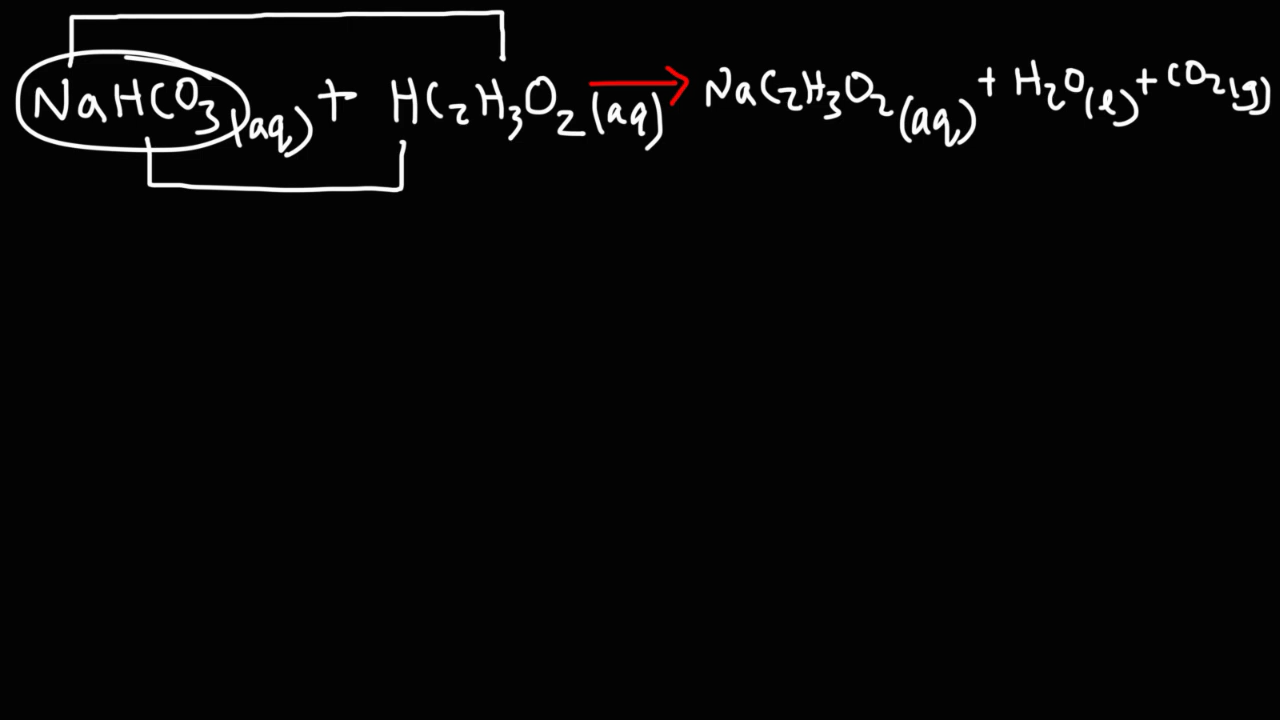 NaHCO3(aq) + HC2H3O2(aq) → NaC2H3O2(aq) + H2O(l) + CO2(g)